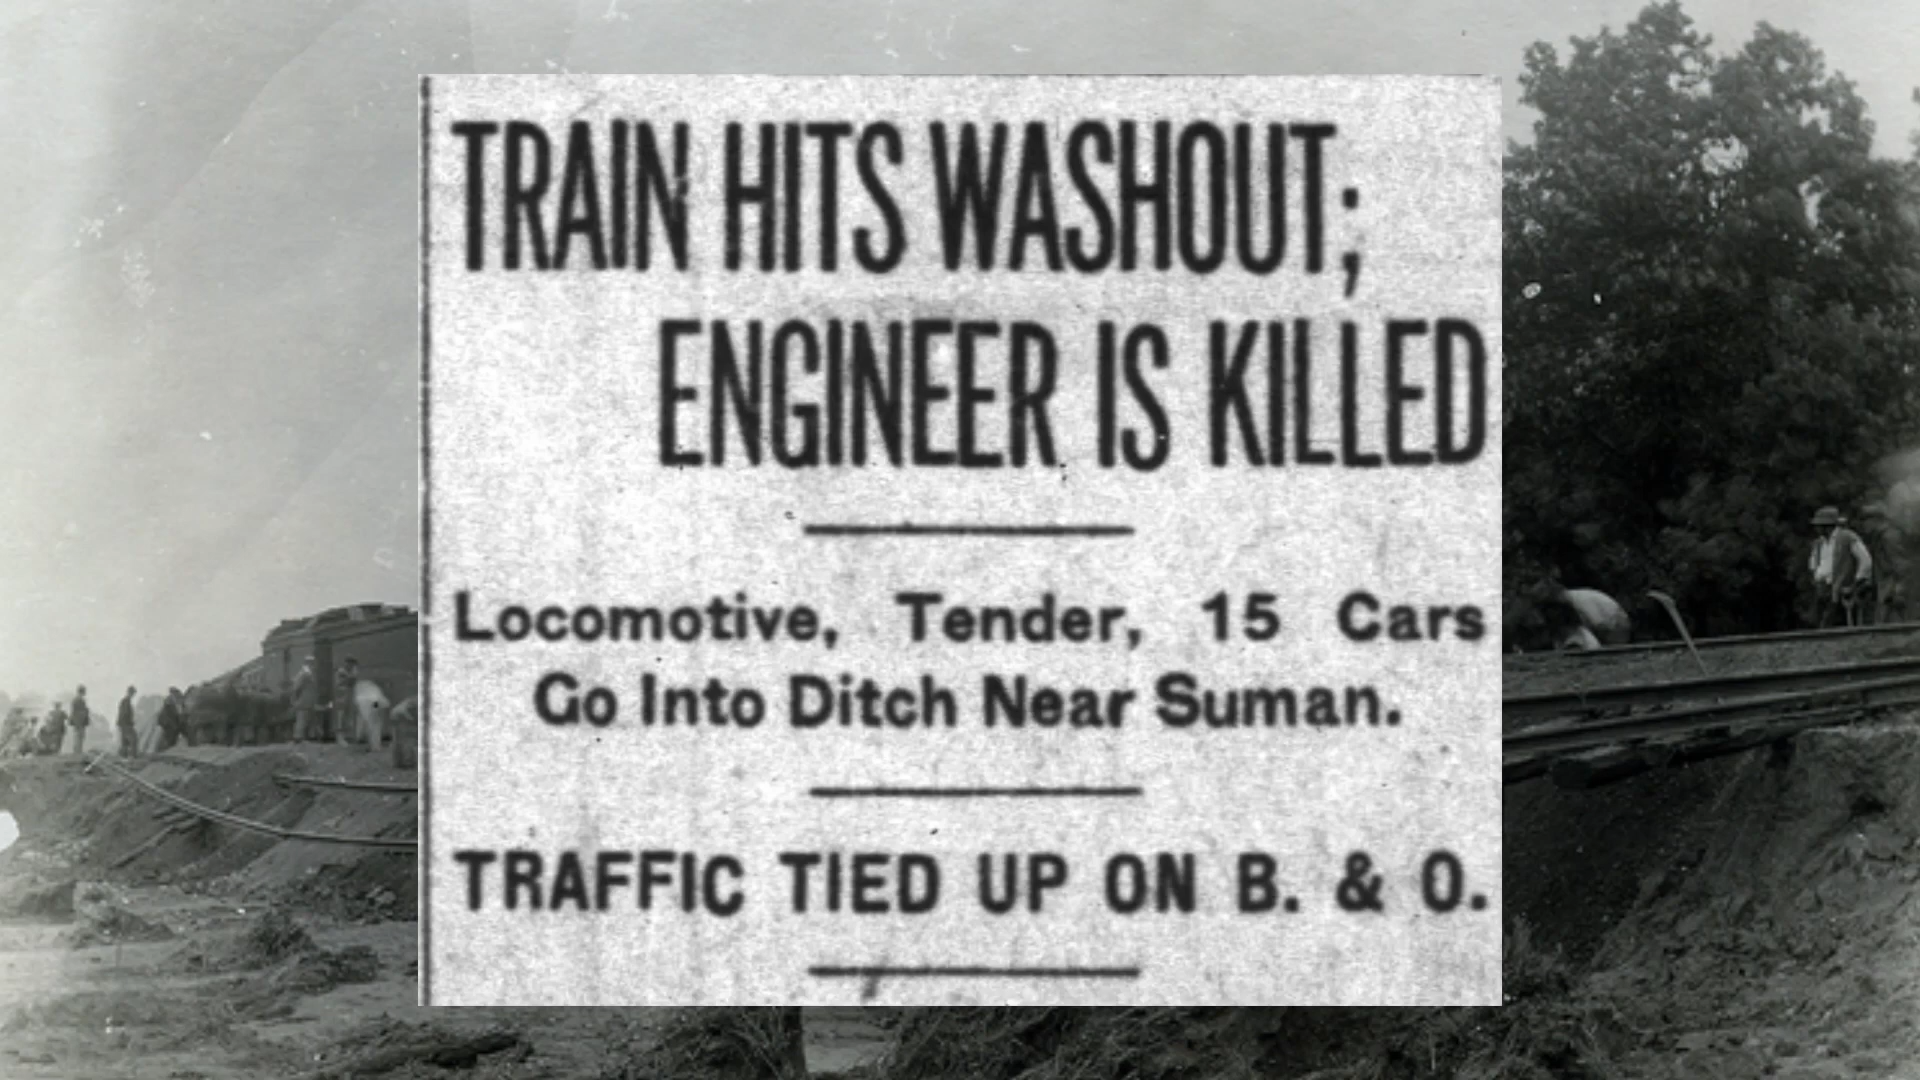 TRAIN HITS WASHOUT;
ENGINEER IS KILLED
Locomotive, Tender, 15 Cars
Go Into Ditch Near Suman.
TRAFFIC TIED UP ON B. & O.